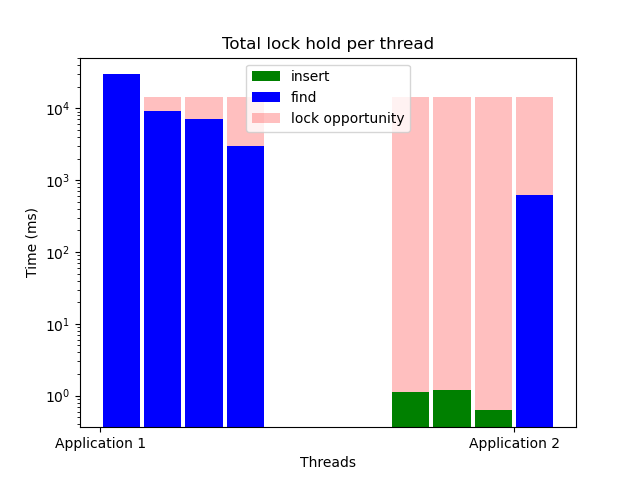 Total lock hold per thread
insert
find
lock opportunity
Time (ms)
10⁴
10³
10²
10¹
10⁰
Application 1
Application 2
Threads